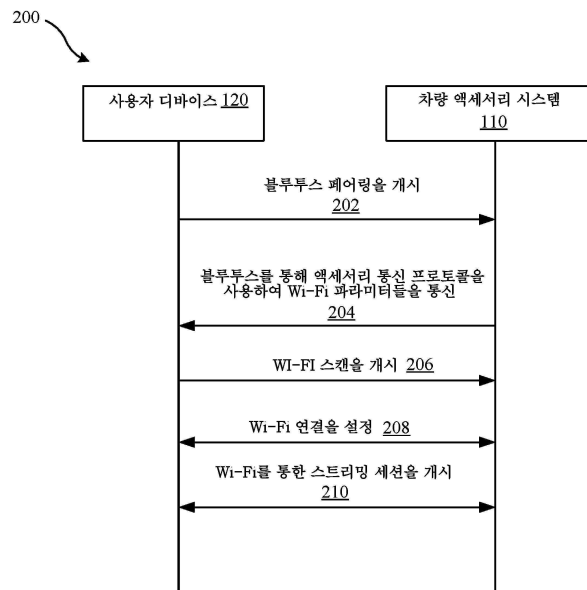 200
사용자 디바이스 120
차량 액세서리 시스템
110
블루투스 페어링을 개시
202
블루투스를 통해 액세서리 통신 프로토콜을
사용하여 Wi-Fi 파라미터들을 통신
204
WI-FI 스캔을 개시 206
Wi-Fi 연결을 설정 208
Wi-Fi를 통한 스트리밍 세션을 개시
210